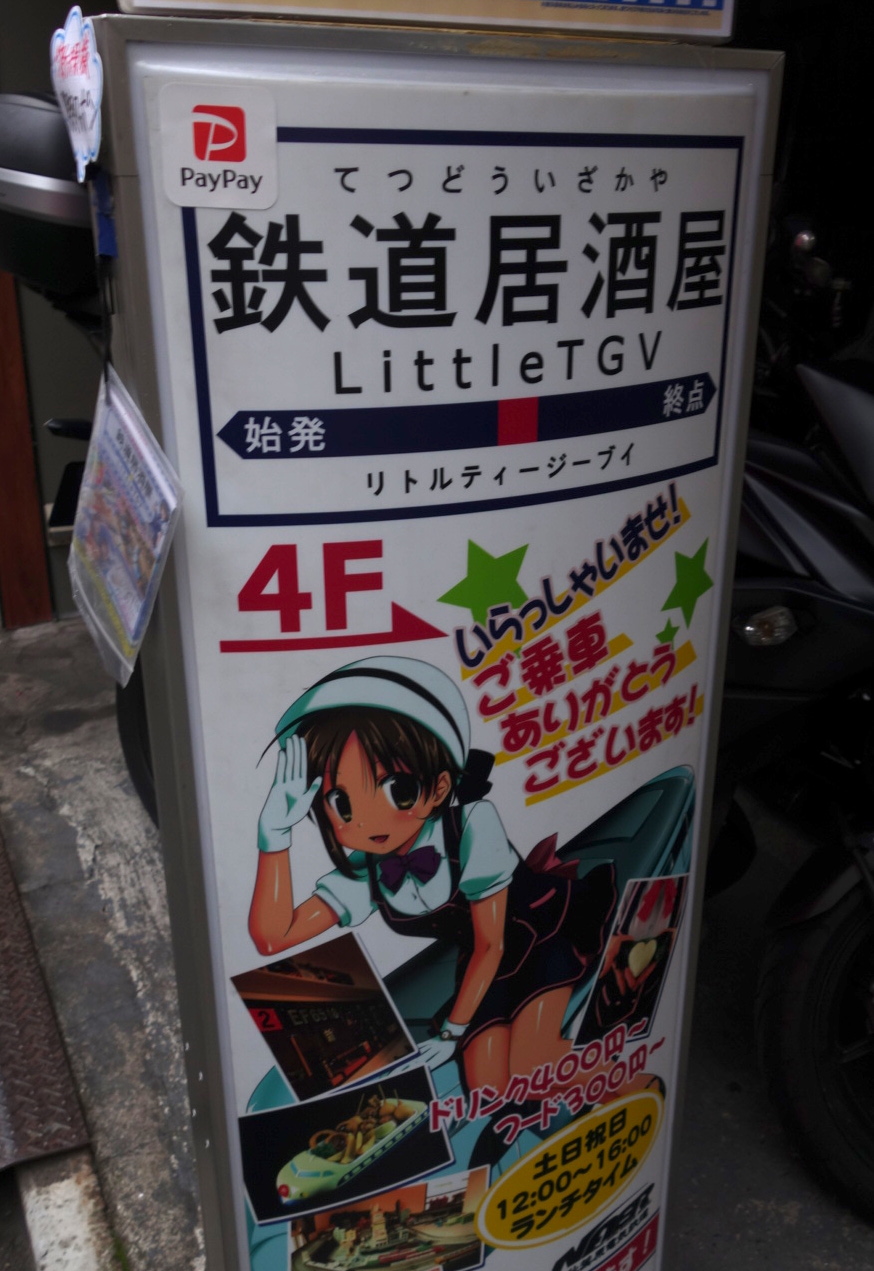 PayPay
てつどういざかや
鉄道居酒屋
LittleTGV
始発
終点
リトルティージーブイ
4F
いらっしゃいませ!
ご乗車
ありがとう
ございます!
2
ドリンク400円~
フード300円~
土日祝日
12:00~16:00
ランチタイム